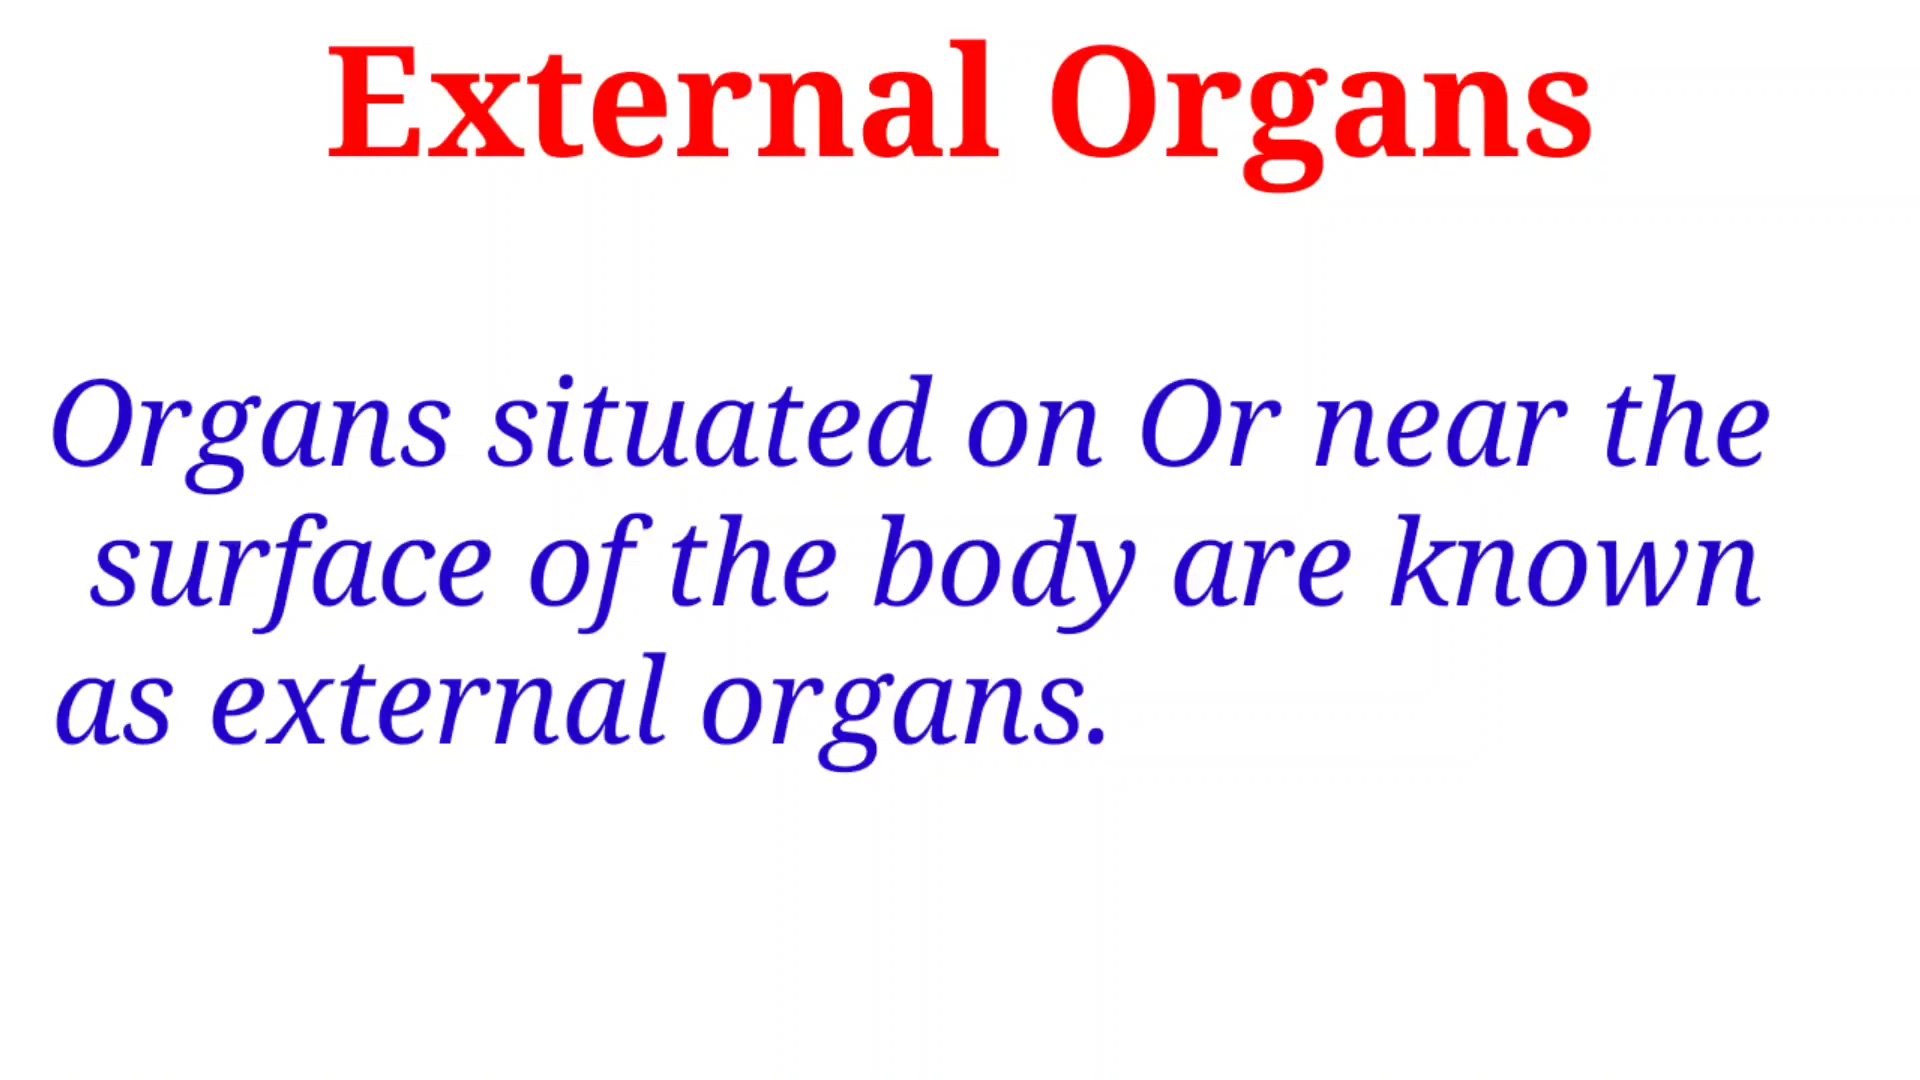 External Organs
Organs situated on Or near the
surface of the body are known
as external organs.